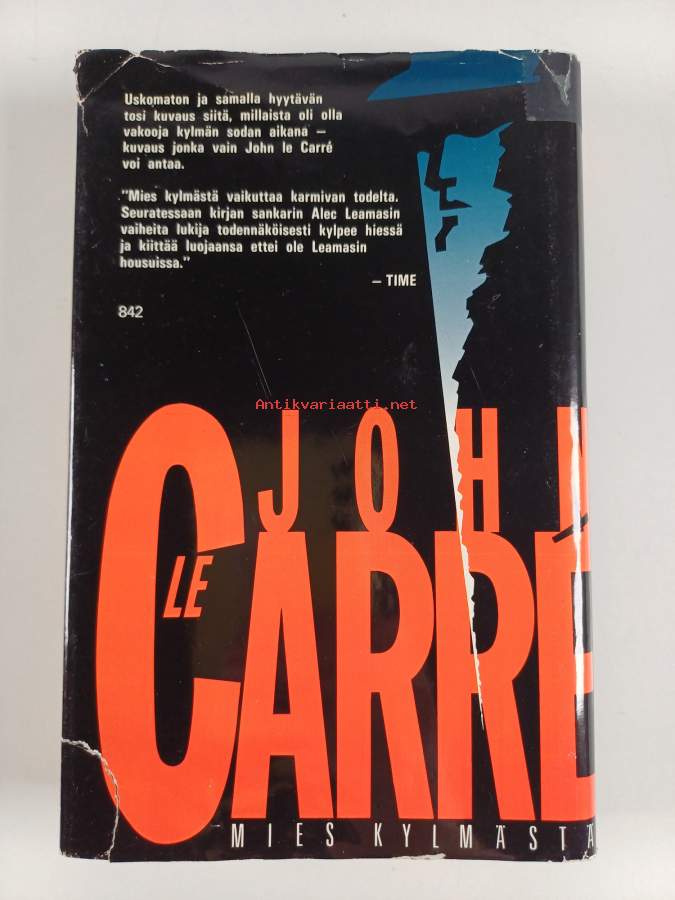 Uskomaton ja samalla hyytävän
tosi kuvaus siitä, millaista oli olla
vakooja kylmän sodan aikana –
kuvaus jonka vain John le Carré
voi antaa.
"Mies kylmästä vaikuttaa karmivan todelta.
Seuratessaan kirjan sankarin Alec Leamasin
vaiheita lukija todennäköisesti kylpee hiessä
ja kiittää luojaansa ettei ole Leamasin
housuissa."
– TIME
842
Antikvariaatti.net
JOHN
LE
CARRÉ
MIES KYLMÄSTÄ